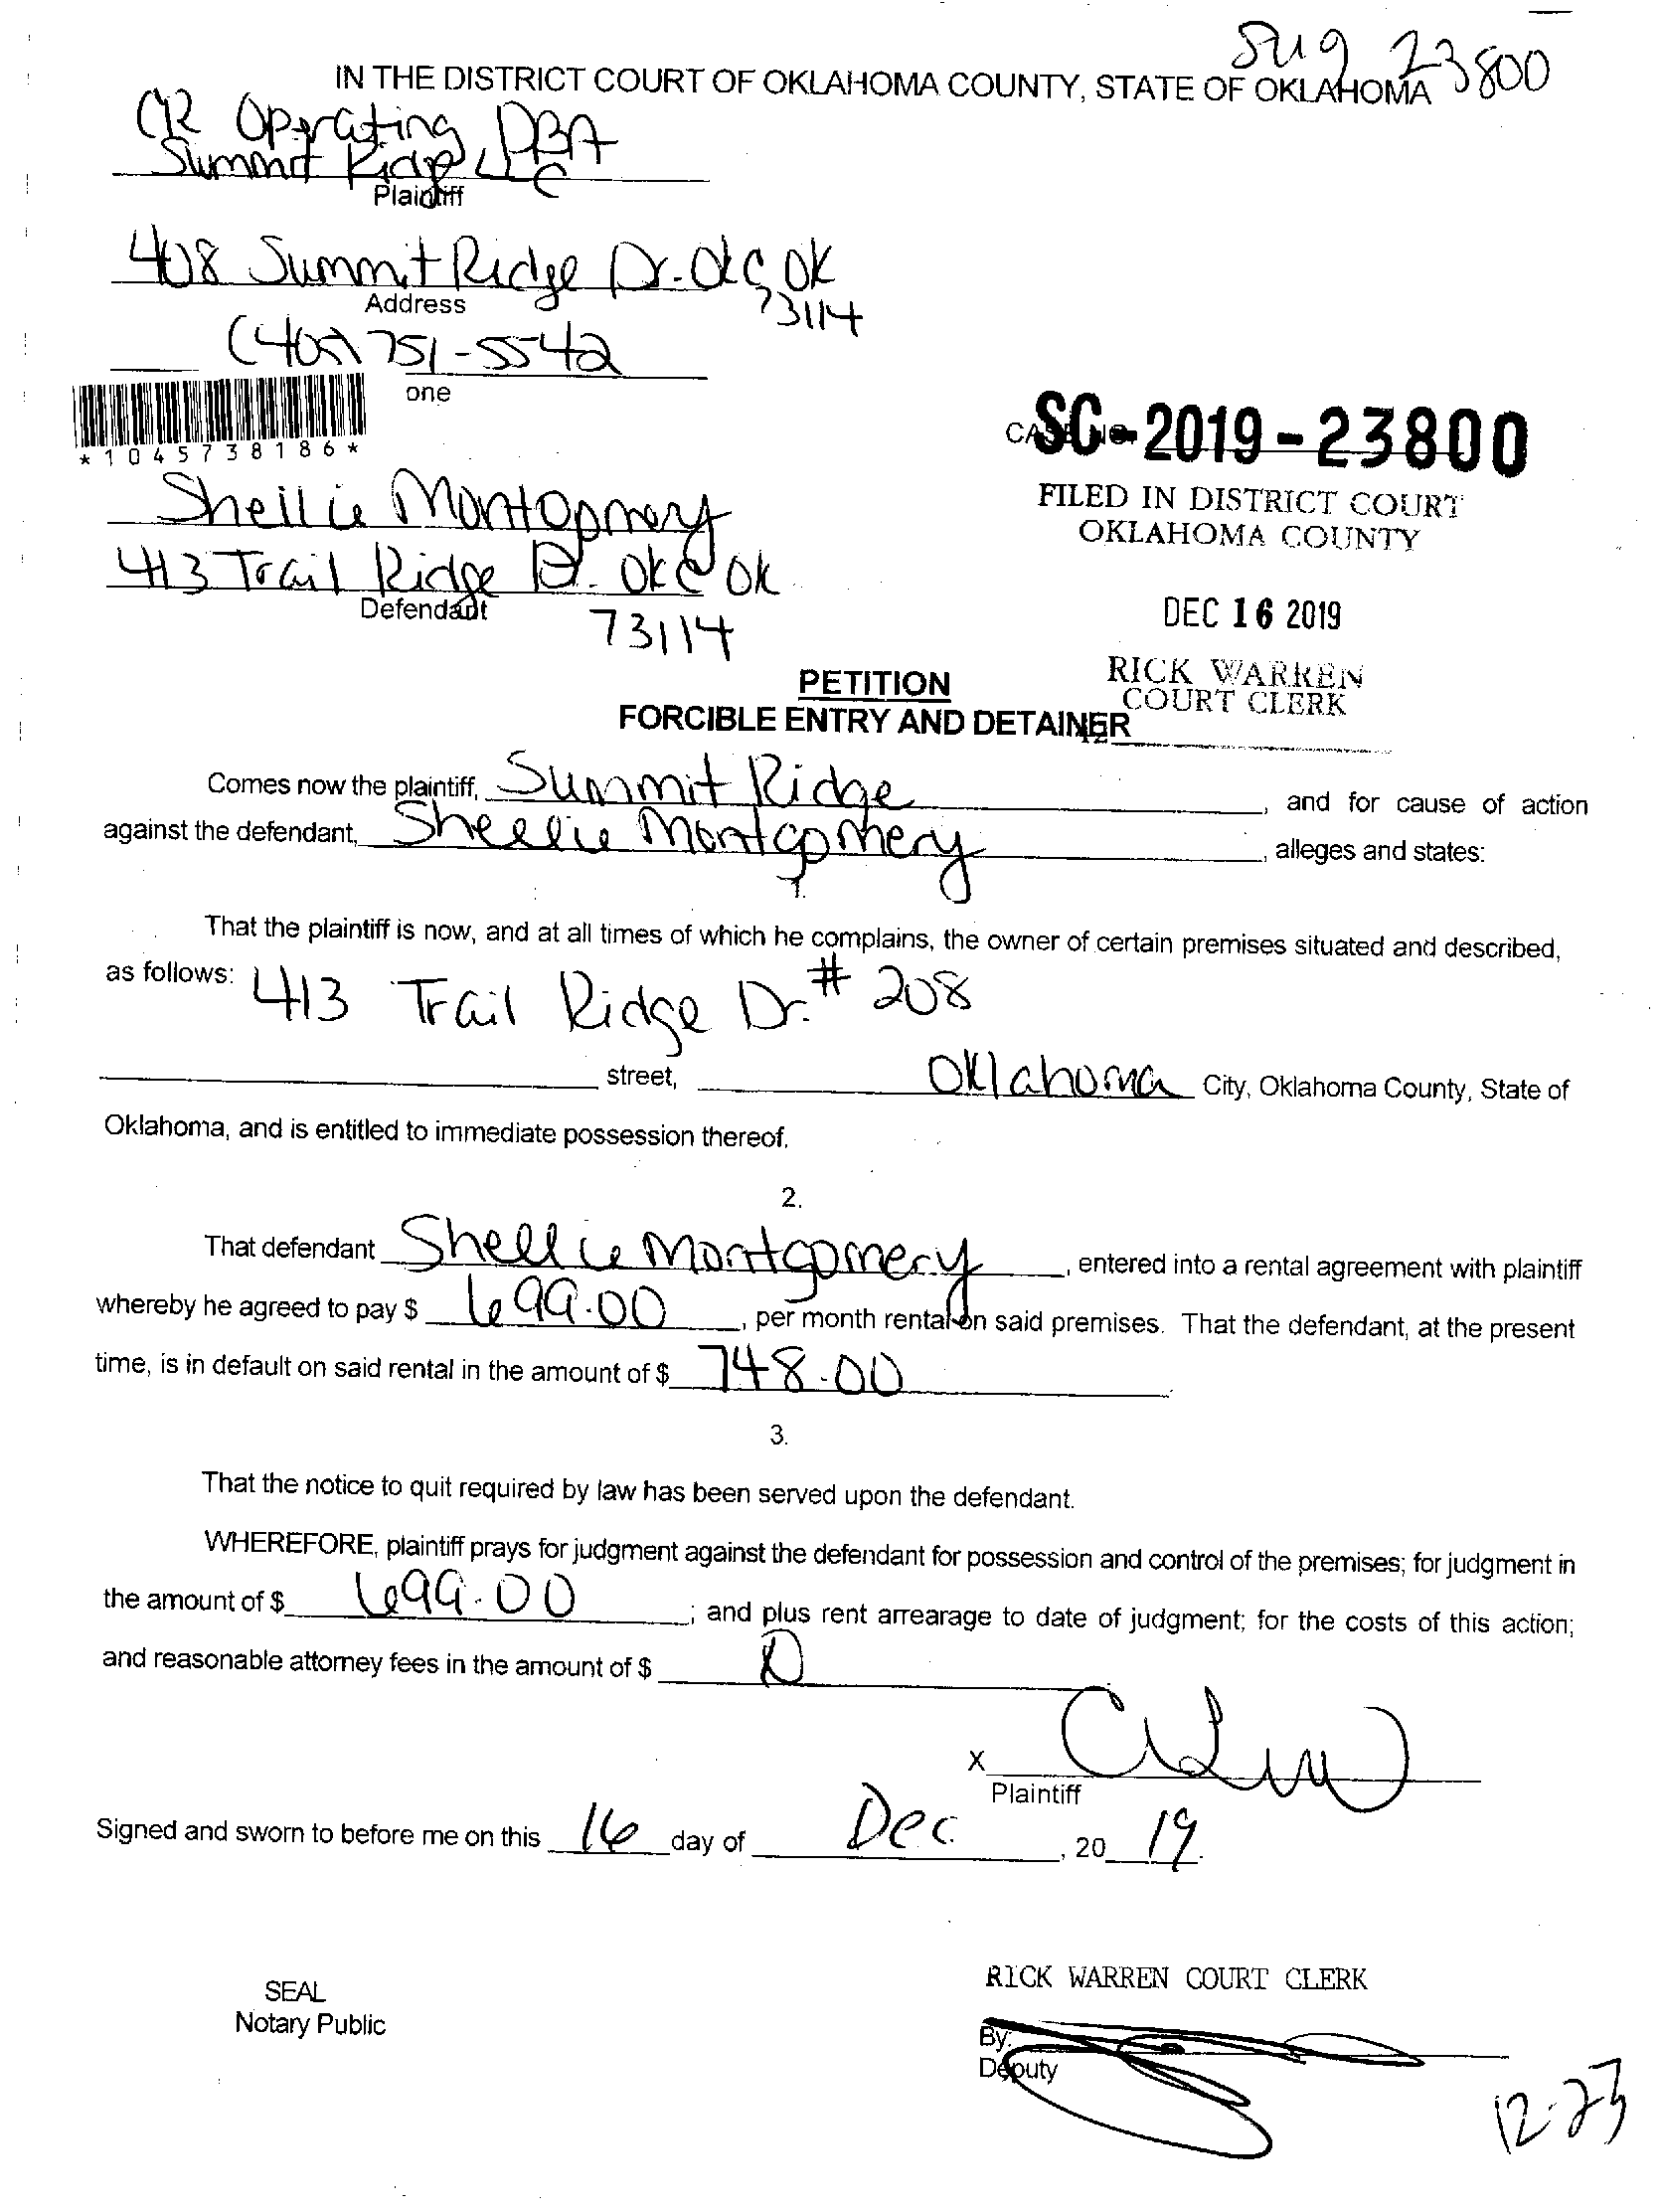 SM19 23800
IN THE DISTRICT COURT OF OKLAHOMA COUNTY, STATE OF OKLAHOMA
CR Operating DBA
Summit Ridge LLC
Plaintiff
408 Summit Ridge Dr. OKC, OK
73114
Address
(405) 751-5542
one
*1045738186*
SC-2019-23800
FILED IN DISTRICT COURT
OKLAHOMA COUNTY
Shellie Montgomery
413 Trail Ridge Dr. OKC OK
Defendant
73114
DEC 16 2019
RICK WARREN
COURT CLERK
PETITION
FORCIBLE ENTRY AND DETAINER
Comes now the plaintiff, Summit Ridge, and for cause of action
against the defendant, Shellie Montgomery, alleges and states:
1.
That the plaintiff is now, and at all times of which he complains, the owner of certain premises situated and described,
as follows: 413 Trail Ridge Dr. # 208
street, Oklahoma City, Oklahoma County, State of
Oklahoma, and is entitled to immediate possession thereof.
2.
That defendant Shellie Montgomery, entered into a rental agreement with plaintiff
whereby he agreed to pay $ 699.00, per month rental on said premises. That the defendant, at the present
time, is in default on said rental in the amount of $ 748.00
3.
That the notice to quit required by law has been served upon the defendant.
WHEREFORE, plaintiff prays for judgment against the defendant for possession and control of the premises; for judgment in
the amount of $ 699.00; and plus rent arrearage to date of judgment; for the costs of this action;
and reasonable attorney fees in the amount of $ 0
X
Plaintiff
Signed and sworn to before me on this 16 day of Dec, 20 19.
RICK WARREN COURT CLERK
SEAL
Notary Public
By:
Deputy
12-23